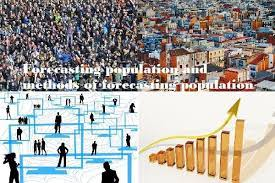 Forecasting population and
methods of forecasting population